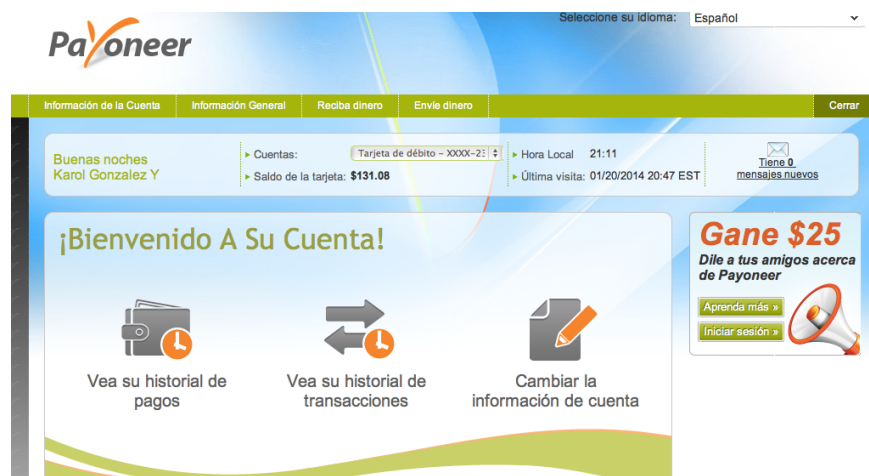 Seleccione su idioma: Español
Payoneer
Información de la Cuenta Información General Reciba dinero Envíe dinero Cerrar
Buenas noches
Karol Gonzalez Y
Cuentas: Tarjeta de débito - XXXX-23
Saldo de la tarjeta: $131.08
Hora Local 21:11
Última visita: 01/20/2014 20:47 EST
Tiene 0
mensajes nuevos
¡Bienvenido A Su Cuenta!
Vea su historial de
pagos
Vea su historial de
transacciones
Cambiar la
información de cuenta
Gane $25
Dile a tus amigos acerca
de Payoneer
Aprenda más »
Iniciar sesión »